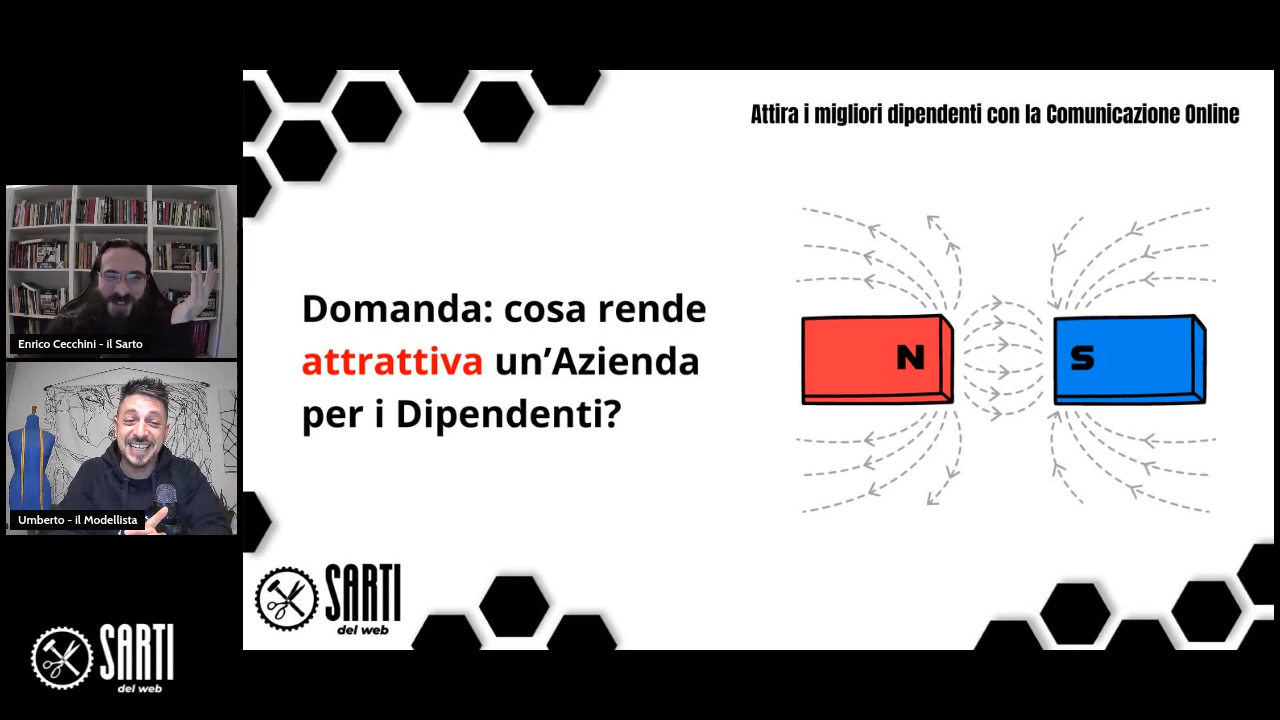 Attira i migliori dipendenti con la Comunicazione Online
Domanda: cosa rende
attrattiva un’Azienda
per i Dipendenti?
N
S
Enrico Cecchini - il Sarto
Umberto - il Modellista
SARTI
del web
SARTI
del web